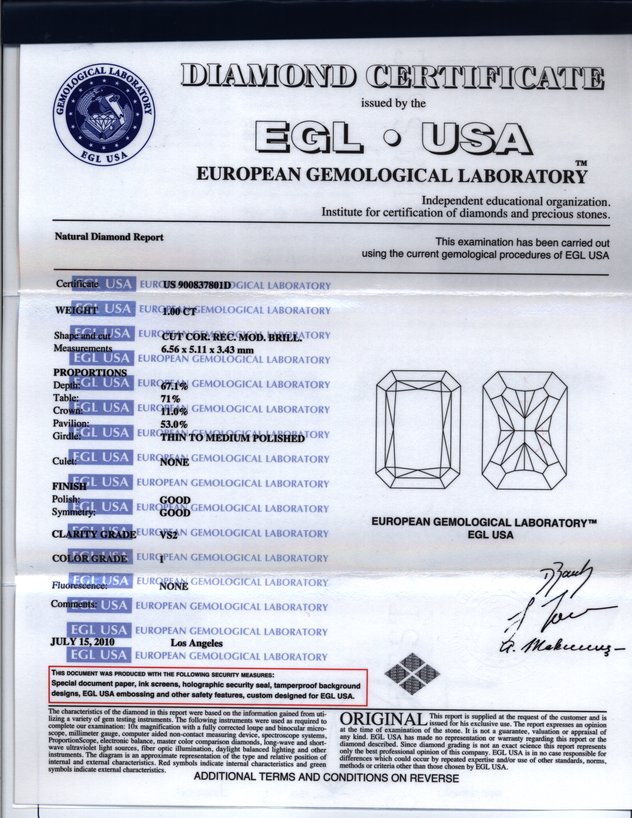 GEMOLOGICAL LABORATORY
EGL USA
DIAMOND CERTIFICATE
issued by the
EGL • USA
EUROPEAN GEMOLOGICAL LABORATORY™
Independent educational organization.
Institute for certification of diamonds and precious stones.
Natural Diamond Report
This examination has been carried out
using the current gemological procedures of EGL USA
Certificate US 900837801D
WEIGHT 1.00 CT
Shape and cut CUT COR. REC. MOD. BRILL.
Measurements 6.56 x 5.11 x 3.43 mm
PROPORTIONS
Depth: 67.1%
Table: 71%
Crown: 11.0%
Pavilion: 53.0%
Girdle: THIN TO MEDIUM POLISHED
Culet: NONE
FINISH
Polish: GOOD
Symmetry: GOOD
CLARITY GRADE VS2
COLOR GRADE I
Fluorescence: NONE
Comments:
JULY 15, 2010 Los Angeles
EGL USA EUROPEAN GEMOLOGICAL LABORATORY
EUROPEAN GEMOLOGICAL LABORATORY™
EGL USA
THIS DOCUMENT WAS PRODUCED WITH THE FOLLOWING SECURITY MEASURES:
Special document paper, ink screens, holographic security seal, tamperproof background
designs, EGL USA embossing and other safety features, custom designed for EGL USA.
The characteristics of the diamond in this report were based on the information gained from uti-
lizing a variety of gem testing instruments. The following instruments were used as required to
complete our examination: 10x magnification with a fully corrected loupe and binocular micro-
scope, millimeter gauge, computer aided non-contact measuring device, spectroscope systems,
ProportionScope, electronic balance, master color comparison diamonds, long-wave and short-
wave ultraviolet light sources, fiber optic illumination, daylight balanced lighting and other
instruments. The diagram is an approximate representation of the type and relative position of
internal and external characteristics. Red symbols indicate internal characteristics and green
symbols indicate external characteristics.
ORIGINAL This report is supplied at the request of the customer and is
issued for his exclusive use. The report expresses an opinion
at the time of examination of the stone. It is not a guarantee, valuation or appraisal of
any kind. EGL USA has made no representation or warranty regarding this report or the
diamond described. Since diamond grading is not an exact science this report represents
only the best professional opinion of this company. EGL USA is in no case responsible for
differences which could occur by repeated expertise and/or use of other standards, norms,
methods or criteria other than those chosen by EGL USA.
ADDITIONAL TERMS AND CONDITIONS ON REVERSE